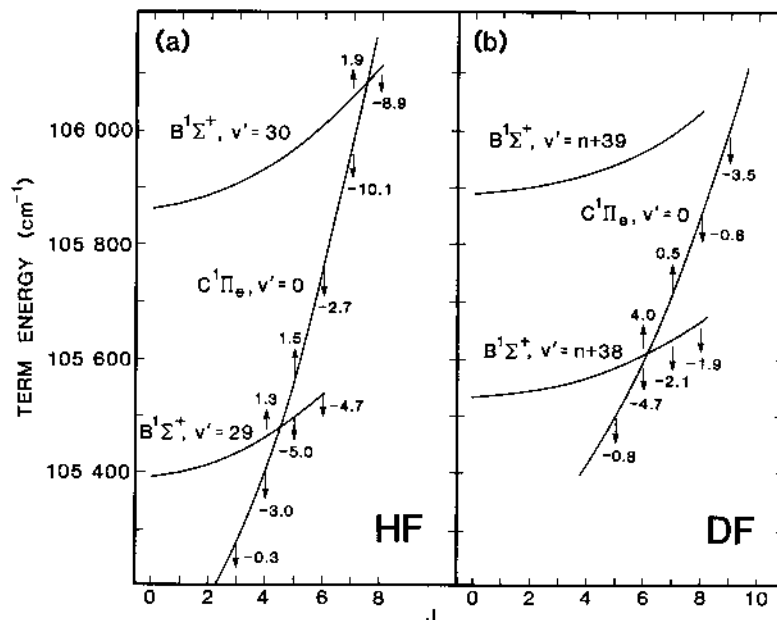 (a)
1.9
-8.9
B¹Σ⁺, v'=30
-10.1
C¹Π_e, v'=0
-2.7
1.5
1.3
-4.7
B¹Σ⁺, v'=29
-5.0
-3.0
-0.3
HF
106 000
105 800
105 600
105 400
TERM ENERGY (cm⁻¹)
0 2 4 6 8
(b)
B¹Σ⁺, v'=n+39
-3.5
C¹Π_e, v'=0
-0.8
0.5
4.0
B¹Σ⁺, v'=n+38
-1.9
-2.1
-4.7
-0.8
DF
0 2 4 6 8 10
J